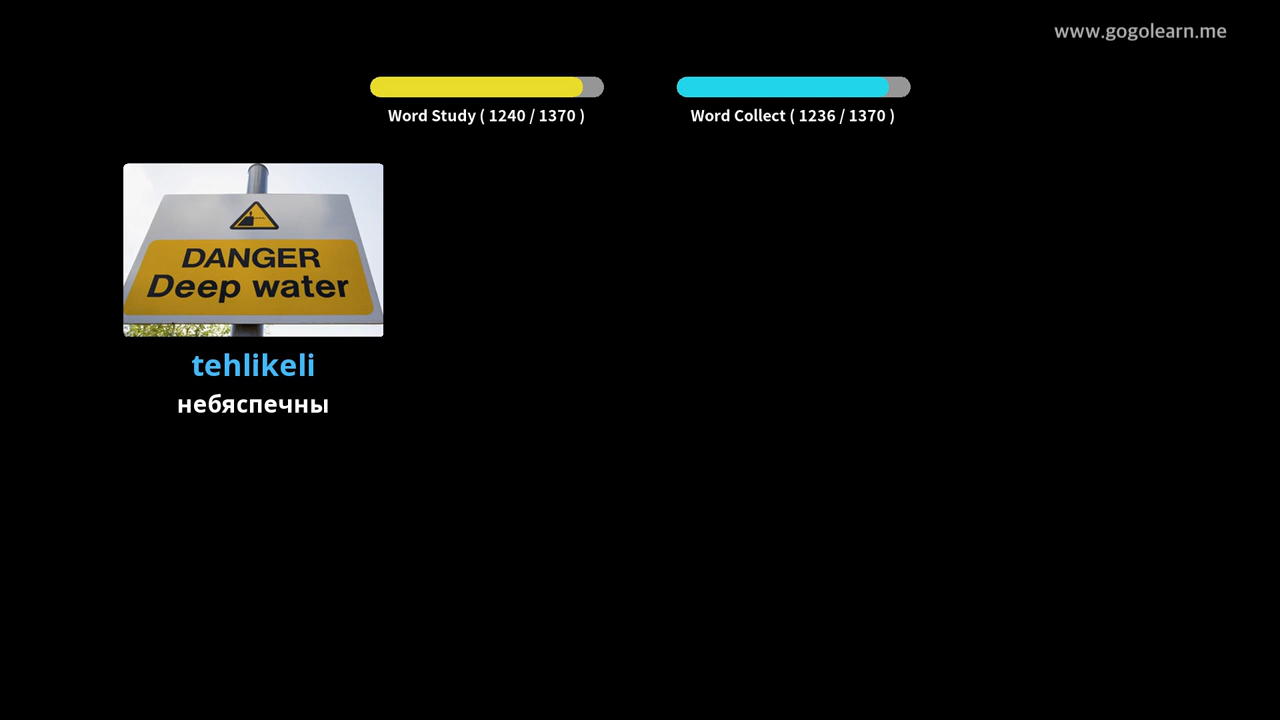 www.gogolearn.me
Word Study ( 1240 / 1370 )
Word Collect ( 1236 / 1370 )
DANGER
Deep water
tehlikeli
небяспечны